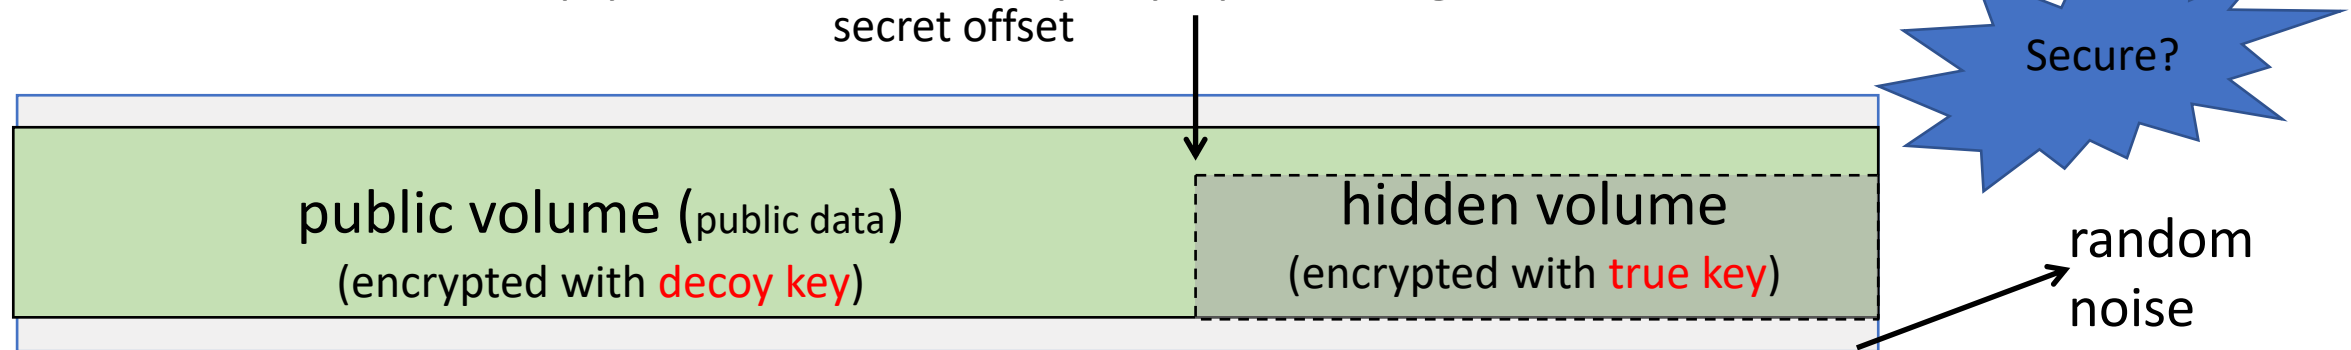 secret offset
Secure?
public volume (public data)
(encrypted with decoy key)
hidden volume
(encrypted with true key)
random
noise